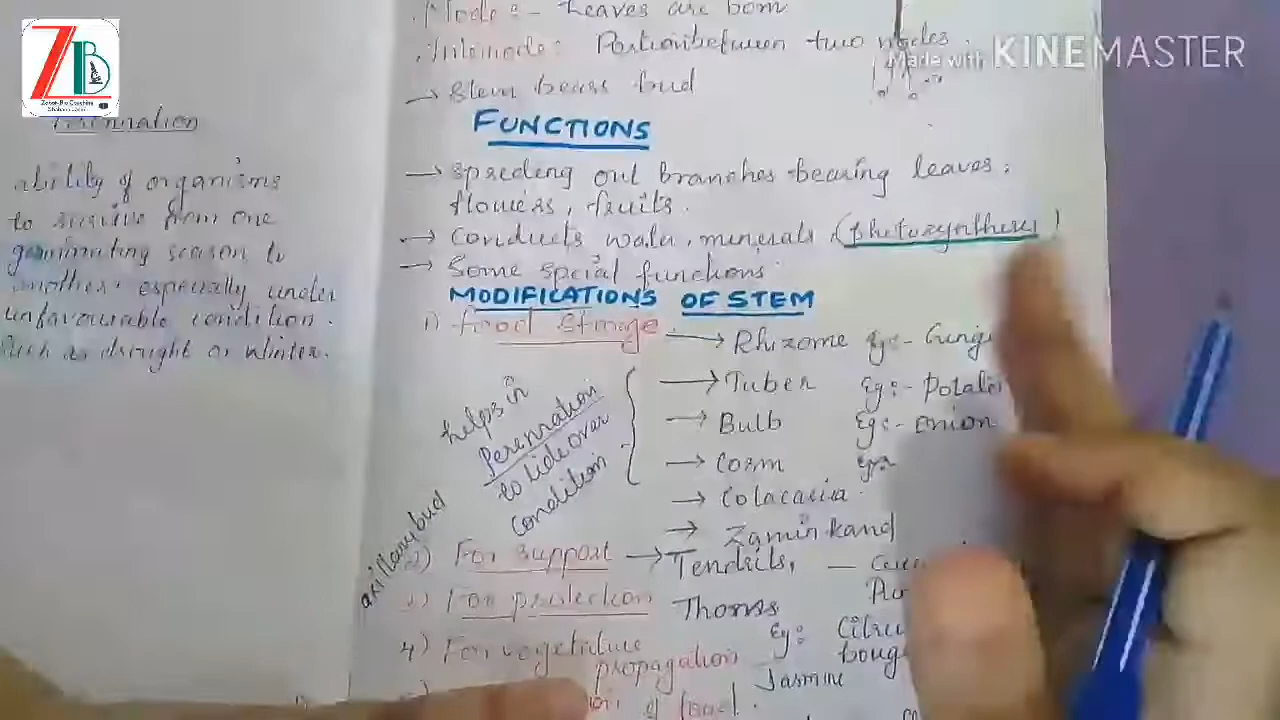 ZB
Perennation
ability of organisms
to survive from one
germinating season to
another especially under
unfavourable condition.
Such as drought or winter.
Node :- Leaves are born
Internode: Portion between two nodes.
Made with KINEMASTER
→ Stem bears bud
FUNCTIONS
→ Spreding out branches bearing leaves,
flowers, fruits.
→ Conducts water, minerals, (photosynthesis)
→ Some special functions
MODIFICATIONS OF STEM
1) Food Storage
→ Rhizome Eg:-
→ Tuber Eg:-
→ Bulb Eg:- onion
→ Corm
→ Colacasia
→ Zamin kand
helps in
Perennation
to tide over
condition
axillary bud
2) For support → Tendrils, —
3) For protection Thorns
Eg:
4) For vegetative
propagation
Jasmine